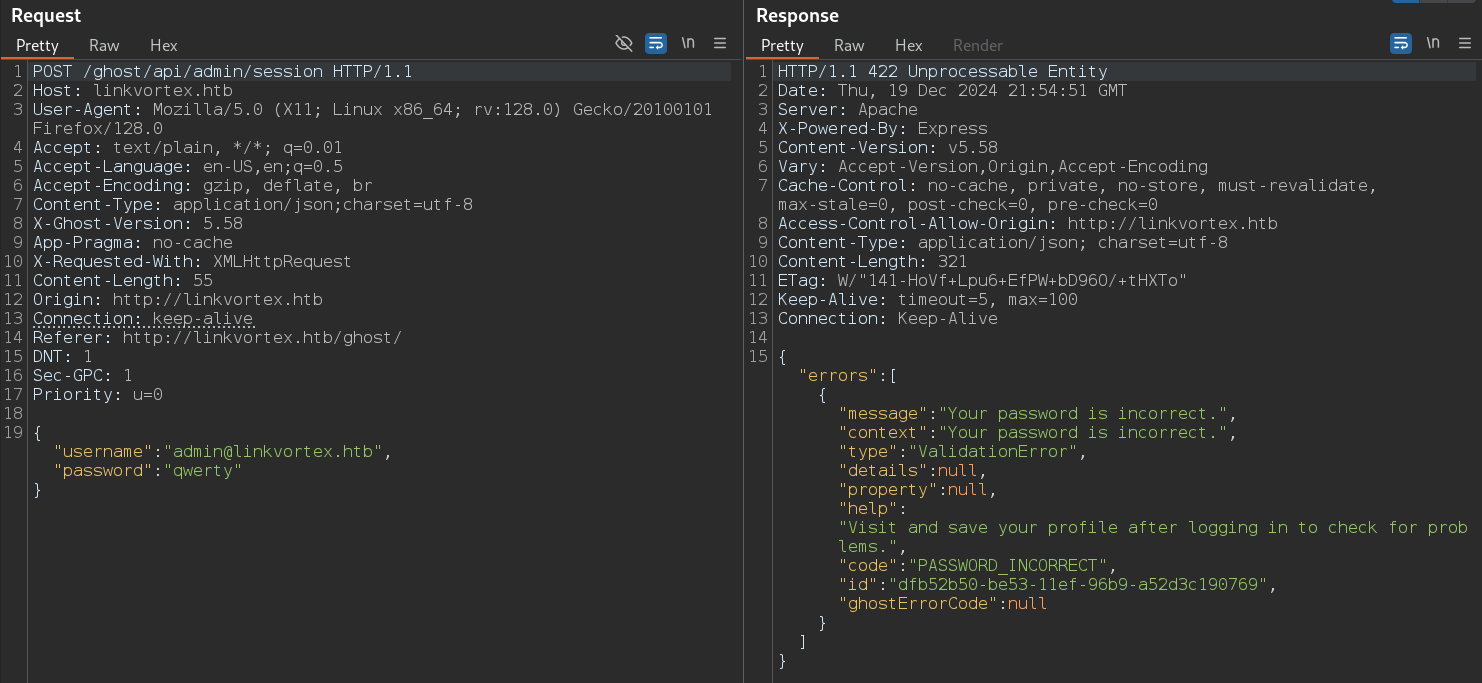 Request
Pretty Raw Hex
\n
1 POST /ghost/api/admin/session HTTP/1.1
2 Host: linkvortex.htb
3 User-Agent: Mozilla/5.0 (X11; Linux x86_64; rv:128.0) Gecko/20100101
Firefox/128.0
4 Accept: text/plain, */*; q=0.01
5 Accept-Language: en-US,en;q=0.5
6 Accept-Encoding: gzip, deflate, br
7 Content-Type: application/json;charset=utf-8
8 X-Ghost-Version: 5.58
9 App-Pragma: no-cache
10 X-Requested-With: XMLHttpRequest
11 Content-Length: 55
12 Origin: http://linkvortex.htb
13 Connection: keep-alive
14 Referer: http://linkvortex.htb/ghost/
15 DNT: 1
16 Sec-GPC: 1
17 Priority: u=0
18
19 {
"username":"admin@linkvortex.htb",
"password":"qwerty"
}
Response
Pretty Raw Hex Render
\n
1 HTTP/1.1 422 Unprocessable Entity
2 Date: Thu, 19 Dec 2024 21:54:51 GMT
3 Server: Apache
4 X-Powered-By: Express
5 Content-Version: v5.58
6 Vary: Accept-Version,Origin,Accept-Encoding
7 Cache-Control: no-cache, private, no-store, must-revalidate,
max-stale=0, post-check=0, pre-check=0
8 Access-Control-Allow-Origin: http://linkvortex.htb
9 Content-Type: application/json; charset=utf-8
10 Content-Length: 321
11 ETag: W/"141-HoVf+Lpu6+EfPW+bD96O/+tHXTo"
12 Keep-Alive: timeout=5, max=100
13 Connection: Keep-Alive
14
15 {
"errors":[
{
"message":"Your password is incorrect.",
"context":"Your password is incorrect.",
"type":"ValidationError",
"details":null,
"property":null,
"help":
"Visit and save your profile after logging in to check for prob
lems.",
"code":"PASSWORD_INCORRECT",
"id":"dfb52b50-be53-11ef-96b9-a52d3c190769",
"ghostErrorCode":null
}
]
}